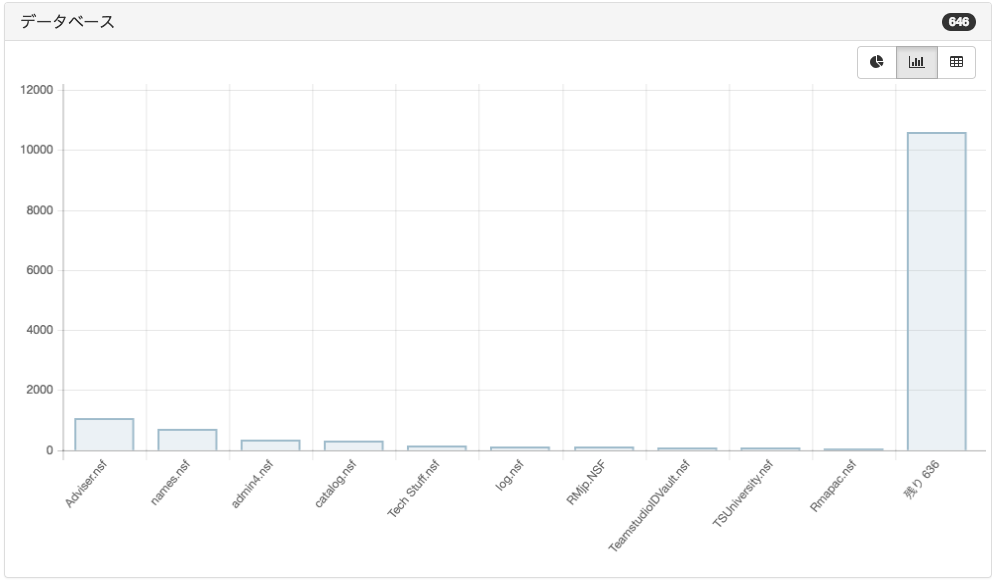 データベース 646
12000
10000
8000
6000
4000
2000
0
Adviser.nsf
names.nsf
admin4.nsf
catalog.nsf
Tech Stuff.nsf
log.nsf
RMjp.NSF
TeamstudioIDVault.nsf
TSUniversity.nsf
Rmapac.nsf
残り 636